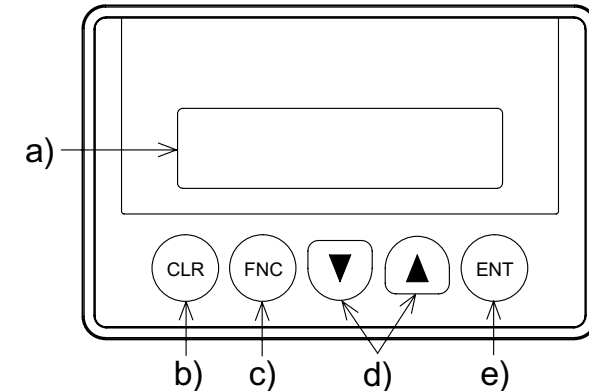 a)
CLR FNC ▼ ▲ ENT
b) c) d) e)